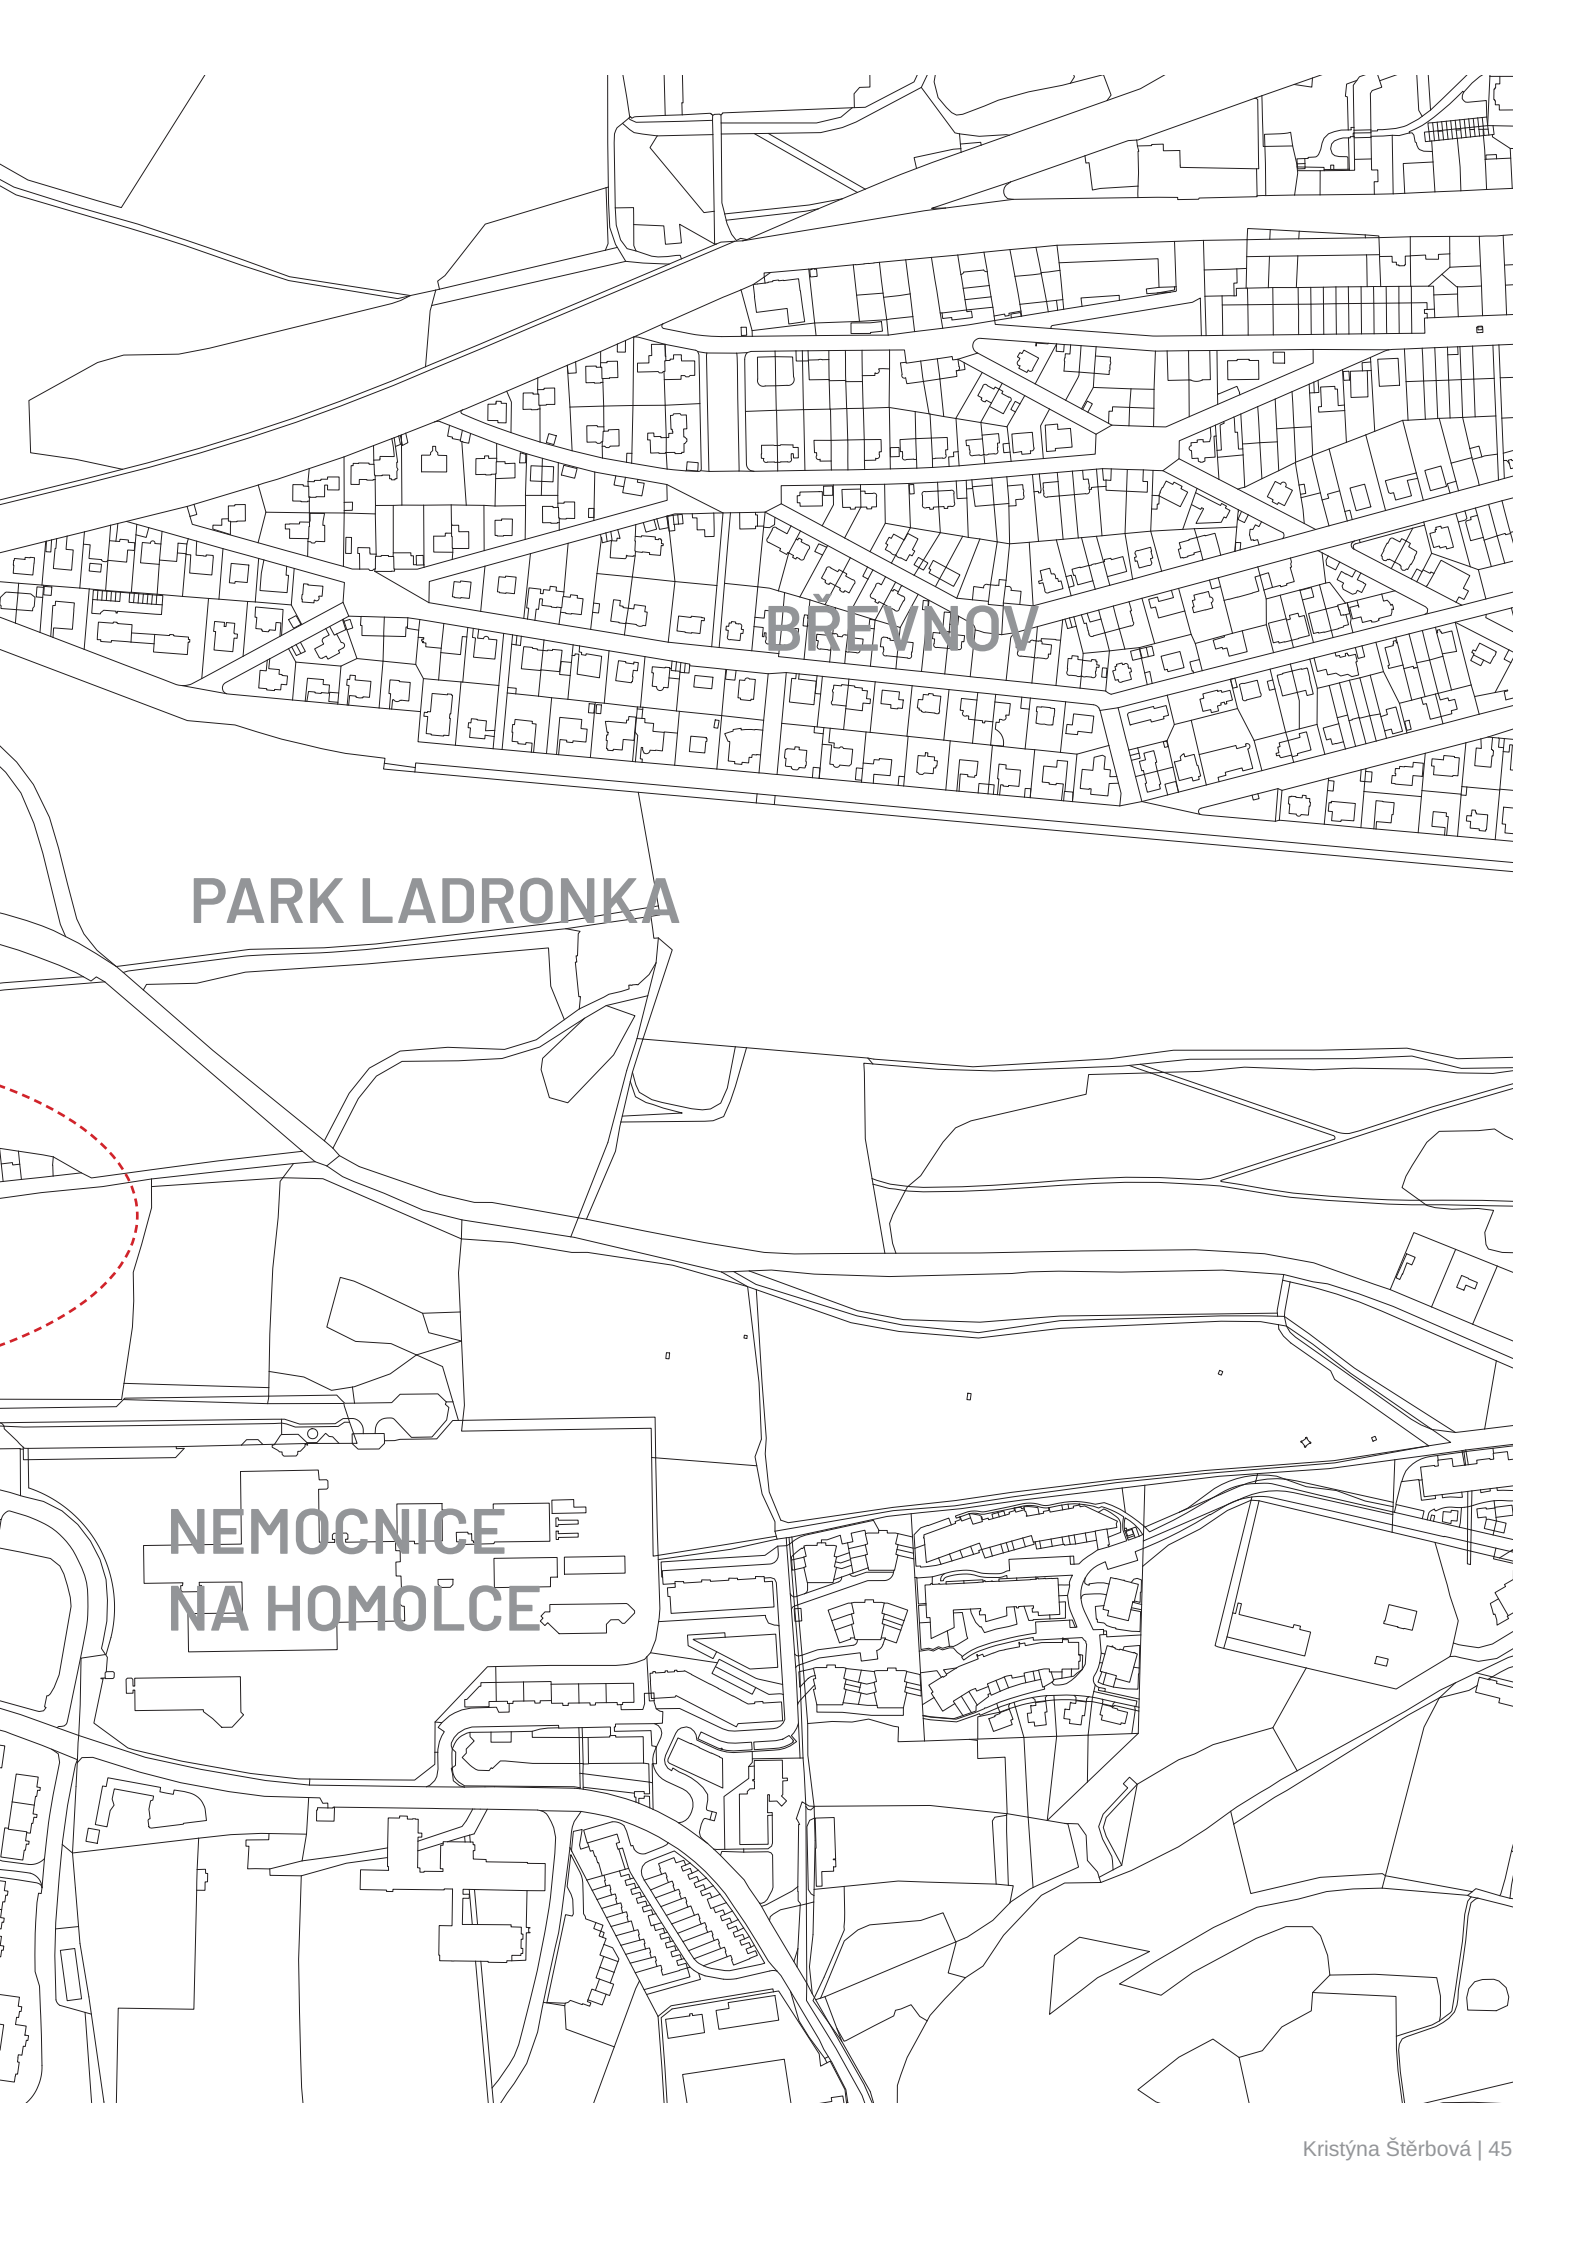 BŘEVNOV
PARK LADRONKA
NEMOCNICE
NA HOMOLCE
Kristýna Štěrbová | 45